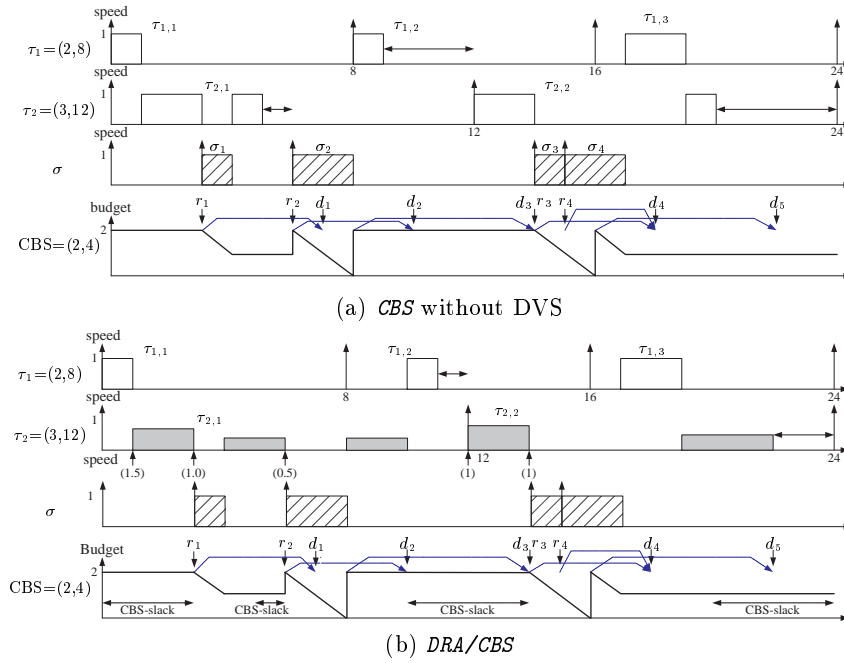 speed
τ1=(2,8)
1
τ1,1
τ1,2
τ1,3
8
16
24
speed
τ2=(3,12)
1
τ2,1
τ2,2
12
24
speed
σ
1
σ1
σ2
σ3
σ4
budget
r1
r2
d1
d2
d3
r3
r4
d4
d5
CBS=(2,4)
2
(a) CBS without DVS
speed
τ1=(2,8)
1
τ1,1
τ1,2
τ1,3
8
16
24
speed
τ2=(3,12)
1
τ2,1
τ2,2
12
24
speed
(1.5)
(1.0)
(0.5)
(1)
(1)
σ
1
Budget
r1
r2
d1
d2
d3
r3
r4
d4
d5
CBS=(2,4)
2
CBS-slack
CBS-slack
CBS-slack
CBS-slack
(b) DRA/CBS